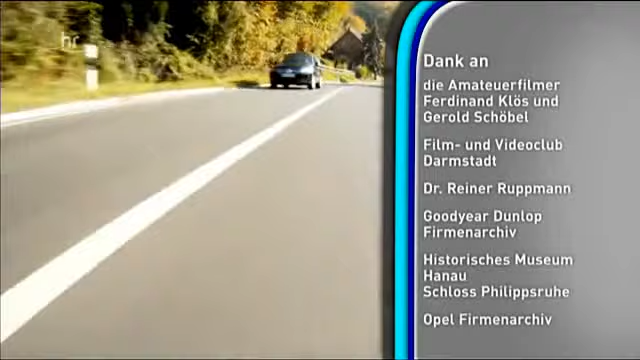 hr
Dank an
die Amateuerfilmer
Ferdinand Klös und
Gerold Schöbel
Film- und Videoclub
Darmstadt
Dr. Reiner Ruppmann
Goodyear Dunlop
Firmenarchiv
Historisches Museum
Hanau
Schloss Philippsruhe
Opel Firmenarchiv